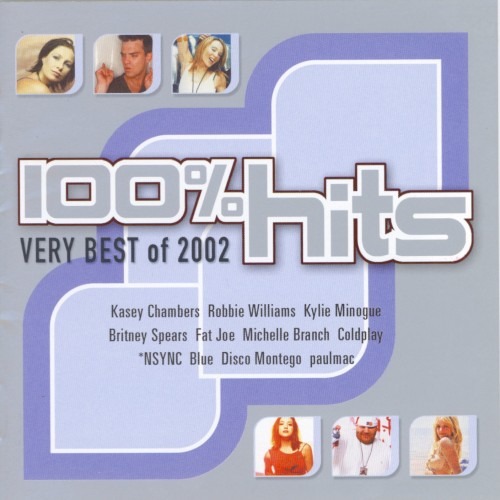 100% hits
VERY BEST of 2002
Kasey Chambers Robbie Williams Kylie Minogue
Britney Spears Fat Joe Michelle Branch Coldplay
*NSYNC Blue Disco Montego paulmac